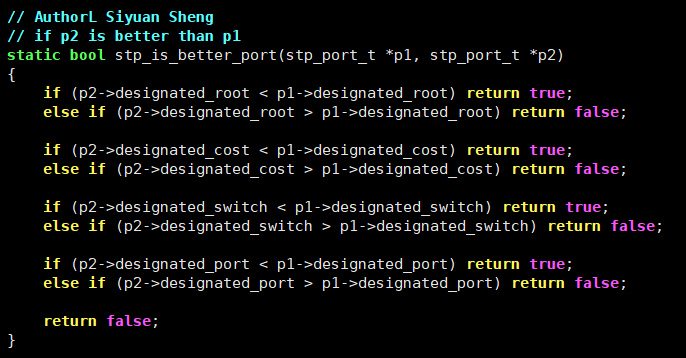 // AuthorL Siyuan Sheng
// if p2 is better than p1
static bool stp_is_better_port(stp_port_t *p1, stp_port_t *p2)
{
    if (p2->designated_root < p1->designated_root) return true;
    else if (p2->designated_root > p1->designated_root) return false;

    if (p2->designated_cost < p1->designated_cost) return true;
    else if (p2->designated_cost > p1->designated_cost) return false;

    if (p2->designated_switch < p1->designated_switch) return true;
    else if (p2->designated_switch > p1->designated_switch) return false;

    if (p2->designated_port < p1->designated_port) return true;
    else if (p2->designated_port > p1->designated_port) return false;

    return false;
}